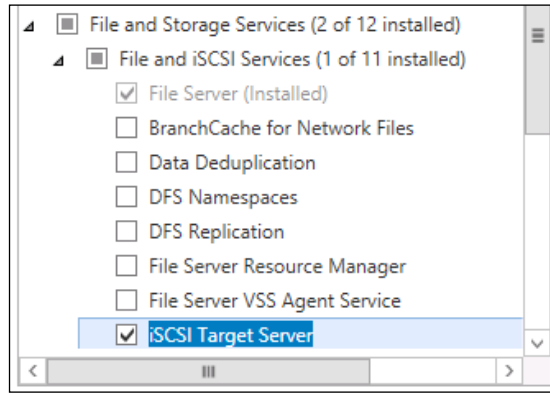 File and Storage Services (2 of 12 installed)
File and iSCSI Services (1 of 11 installed)
File Server (Installed)
BranchCache for Network Files
Data Deduplication
DFS Namespaces
DFS Replication
File Server Resource Manager
File Server VSS Agent Service
iSCSI Target Server